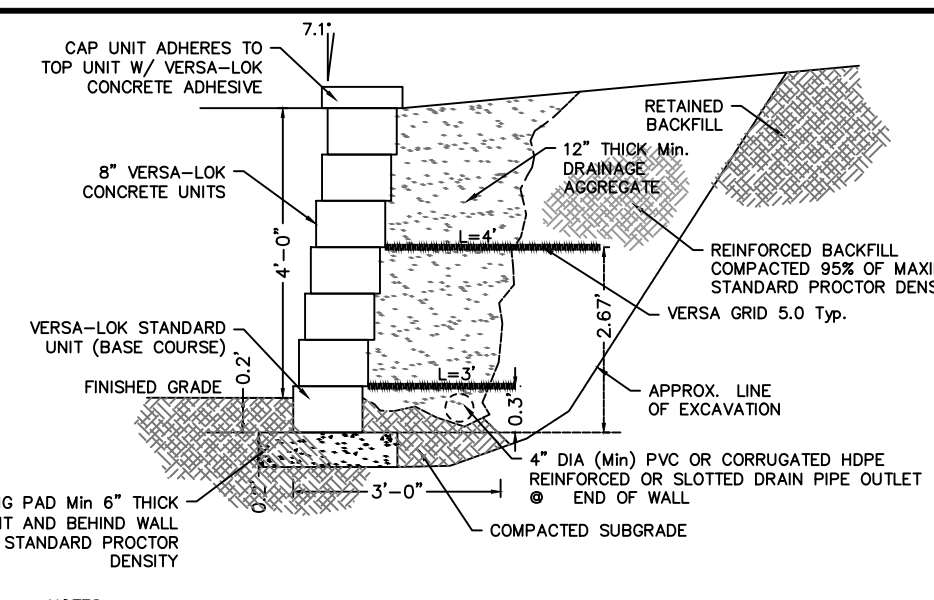 7.1°
CAP UNIT ADHERES TO
TOP UNIT W/ VERSA-LOK
CONCRETE ADHESIVE
RETAINED
BACKFILL
12" THICK Min.
DRAINAGE
AGGREGATE
8" VERSA-LOK
CONCRETE UNITS
4'-0"
L=4'
REINFORCED BACKFILL
COMPACTED 95% OF MAXI
STANDARD PROCTOR DENS
VERSA GRID 5.0 Typ.
2.67'
VERSA-LOK STANDARD
UNIT (BASE COURSE)
0.2'
FINISHED GRADE
L=3'
0.3'
APPROX. LINE
OF EXCAVATION
4" DIA (Min) PVC OR CORRUGATED HDPE
REINFORCED OR SLOTTED DRAIN PIPE OUTLET
@ END OF WALL
3'-0"
NG PAD Min 6" THICK
IT AND BEHIND WALL
STANDARD PROCTOR
DENSITY
COMPACTED SUBGRADE